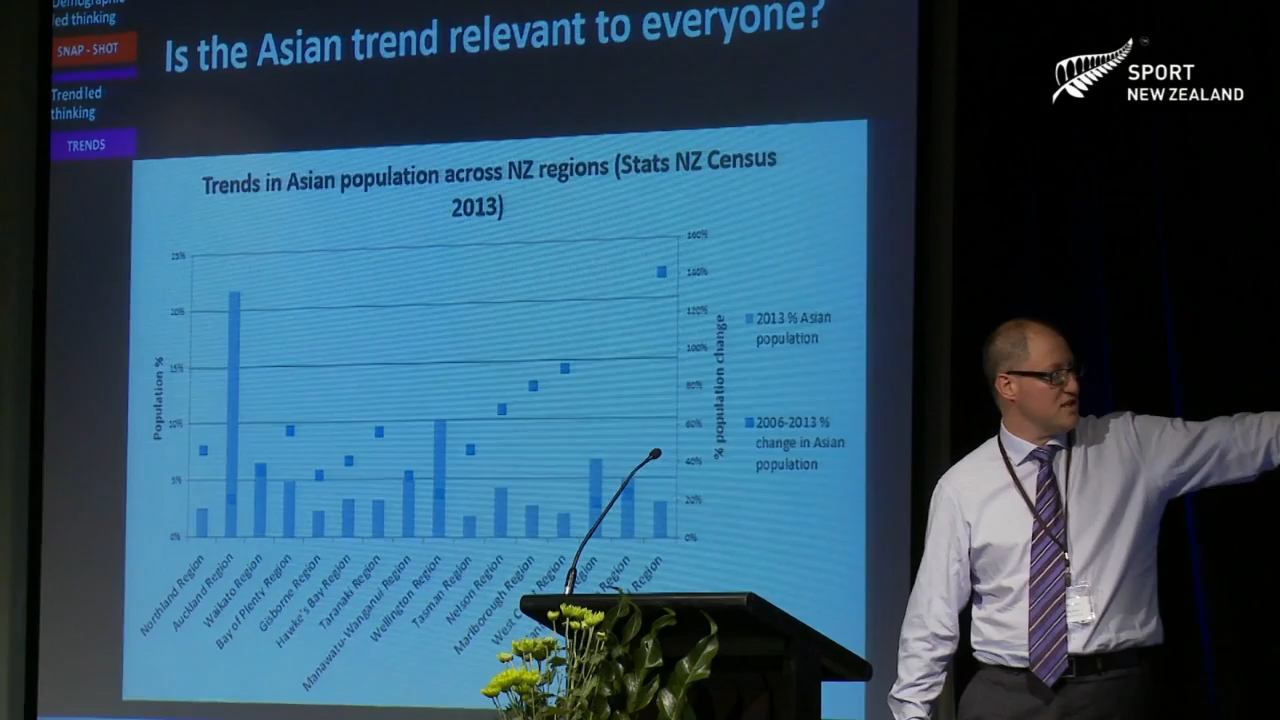 Demographic
led thinking
SNAP - SHOT
Trend led
thinking
TRENDS
Is the Asian trend relevant to everyone?
SPORT
NEW ZEALAND
Trends in Asian population across NZ regions (Stats NZ Census
2013)
25%
20%
15%
10%
5%
0%
Population %
160%
140%
120%
100%
80%
60%
40%
20%
0%
% population change
2013 % Asian
population
2006-2013 %
change in Asian
population
Northland Region
Auckland Region
Waikato Region
Bay of Plenty Region
Gisborne Region
Hawke's Bay Region
Taranaki Region
Manawatu-Wanganui Region
Wellington Region
Tasman Region
Nelson Region
Marlborough Region
West Region
Region
Region
Region